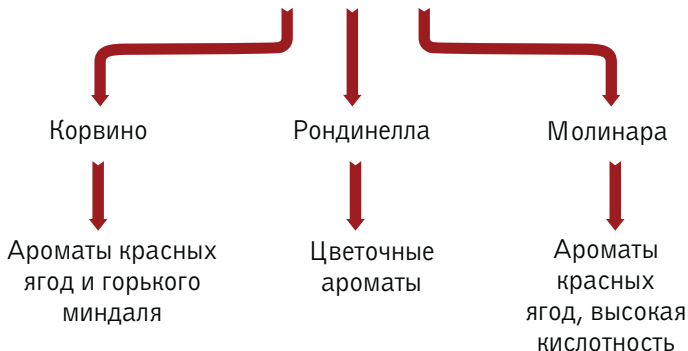 Корвино
Рондинелла
Молинара
Ароматы красных
ягод и горького
миндаля
Цветочные
ароматы
Ароматы
красных
ягод, высокая
кислотность